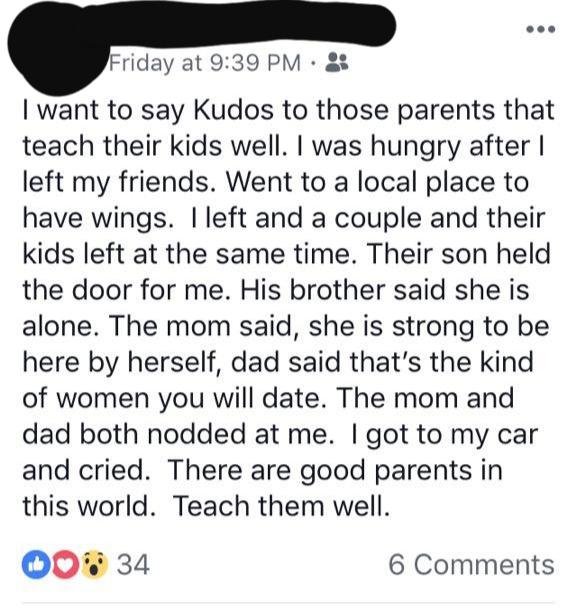 Friday at 9:39 PM ·
I want to say Kudos to those parents that
teach their kids well. I was hungry after I
left my friends. Went to a local place to
have wings.  I left and a couple and their
kids left at the same time. Their son held
the door for me. His brother said she is
alone. The mom said, she is strong to be
here by herself, dad said that’s the kind
of women you will date. The mom and
dad both nodded at me.  I got to my car
and cried.  There are good parents in
this world.  Teach them well.
34 6 Comments